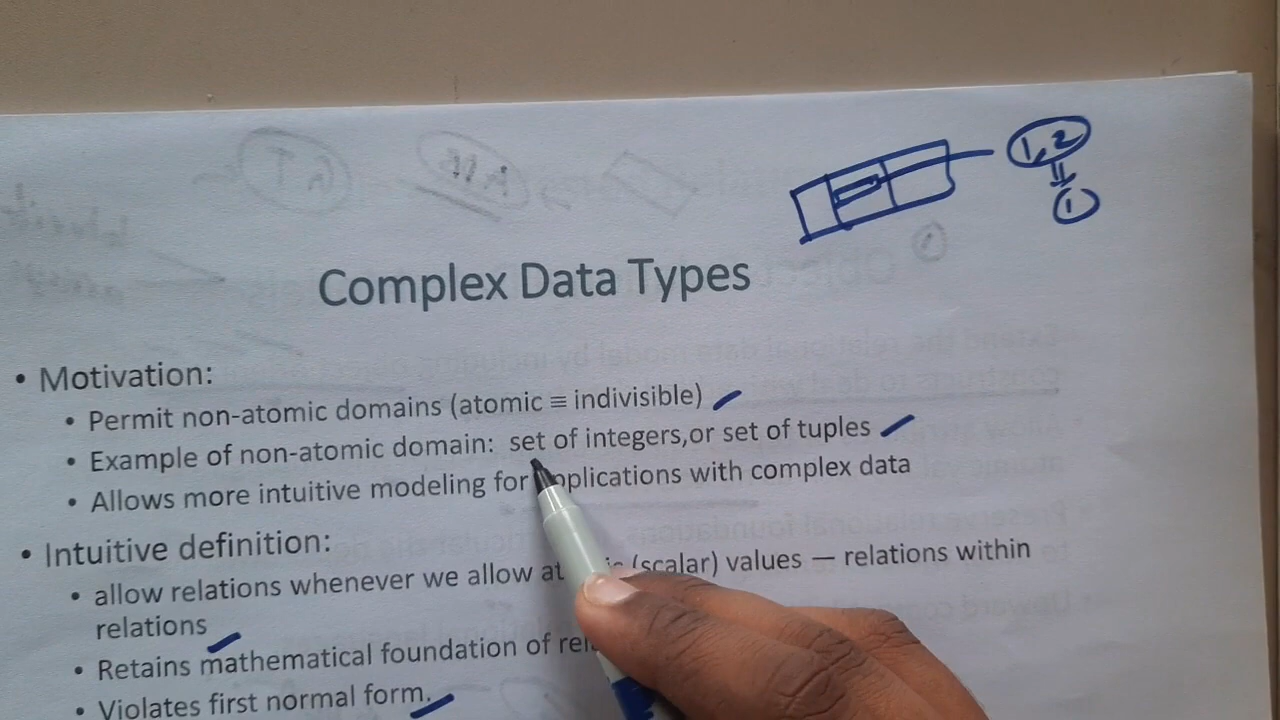 1, 2
1
Complex Data Types
• Motivation:
• Permit non-atomic domains (atomic ≡ indivisible)
• Example of non-atomic domain: set of integers,or set of tuples
• Allows more intuitive modeling for applications with complex data
• Intuitive definition:
• allow relations whenever we allow (scalar) values — relations within
relations
• Retains mathematical foundation of
• Violates first normal form.